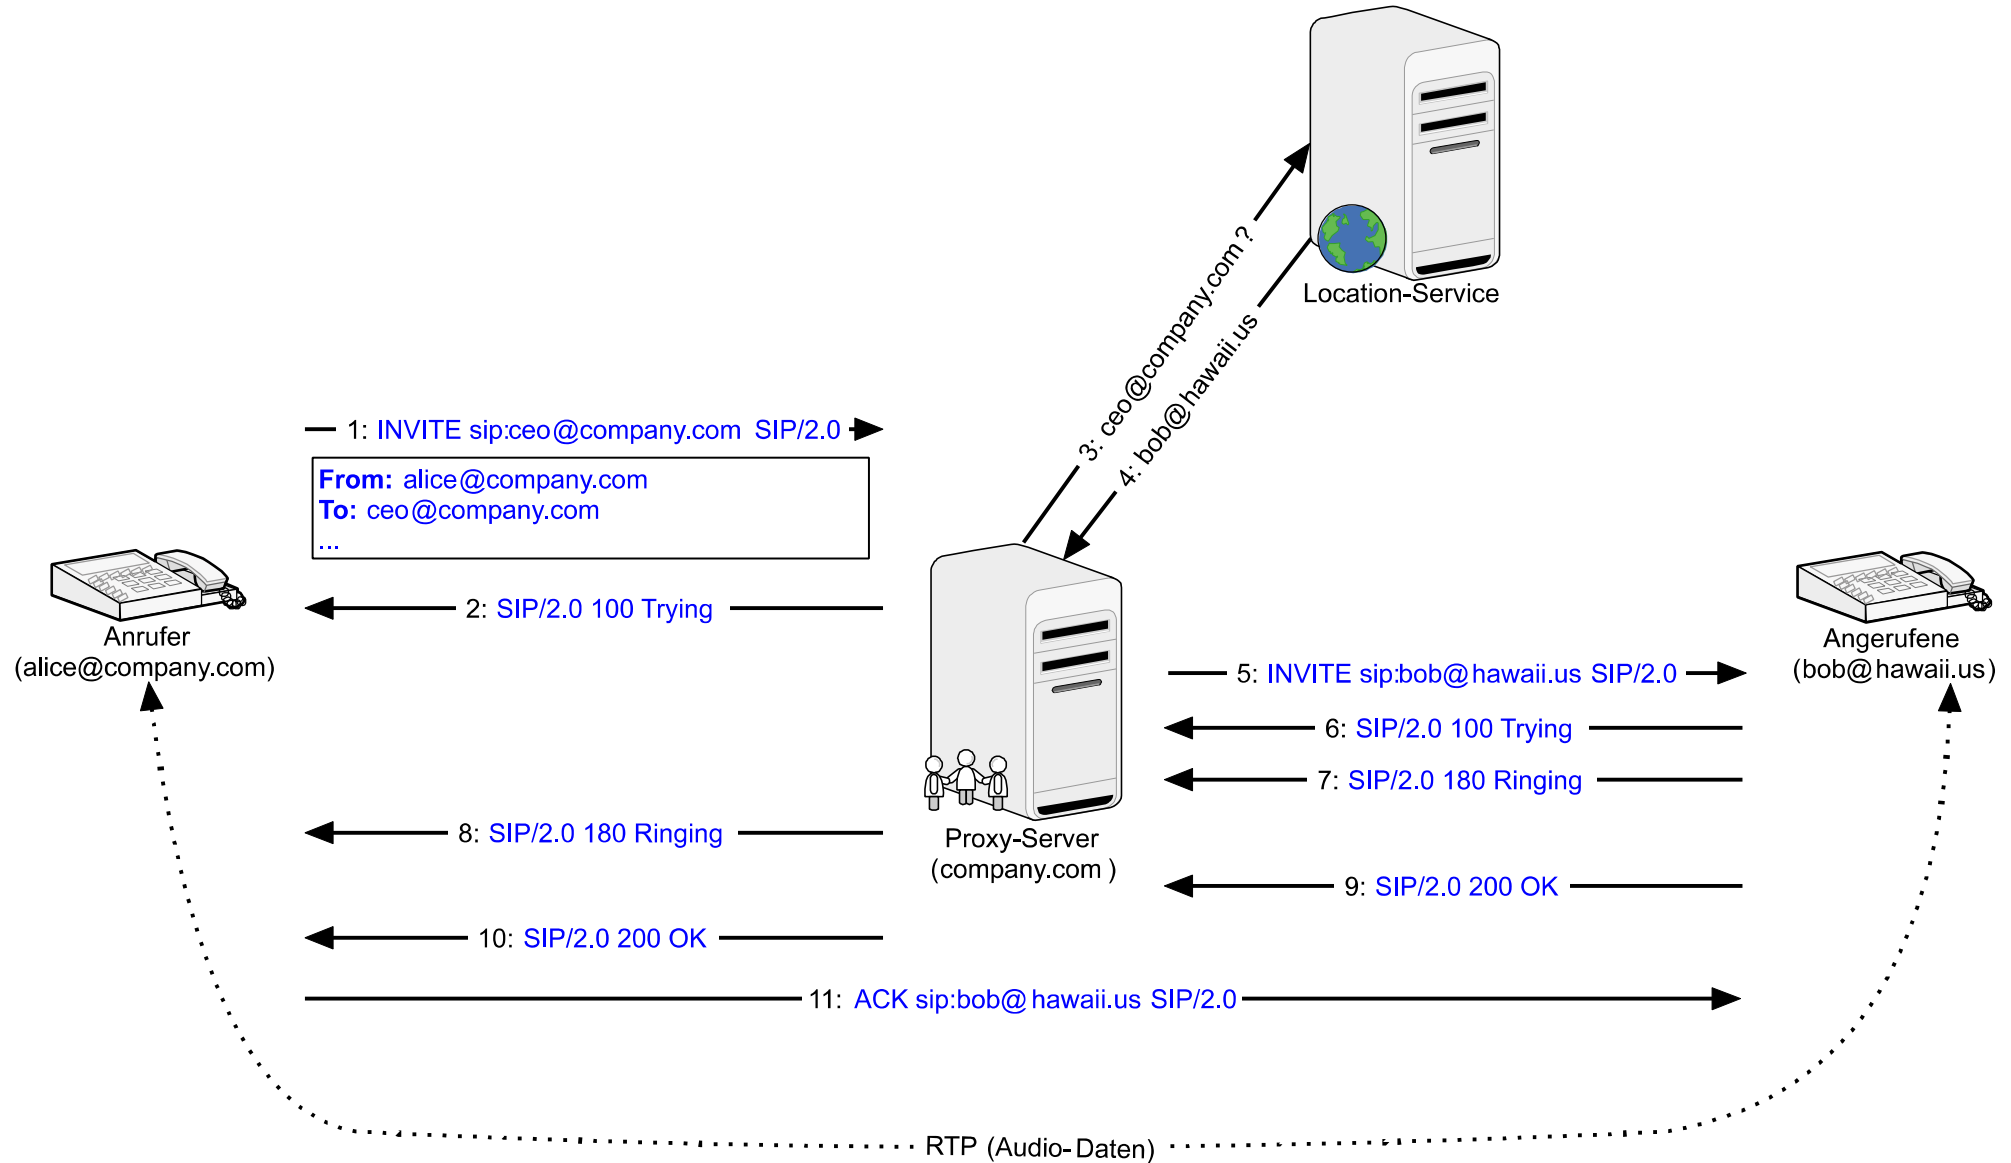 Location-Service
3: ceo@company.com?
4: bob@hawaii.us
1: INVITE sip:ceo@company.com SIP/2.0
From: alice@company.com
To: ceo@company.com
...
2: SIP/2.0 100 Trying
Anrufer
(alice@company.com)
Angerufene
(bob@hawaii.us)
5: INVITE sip:bob@hawaii.us SIP/2.0
6: SIP/2.0 100 Trying
7: SIP/2.0 180 Ringing
8: SIP/2.0 180 Ringing
Proxy-Server
(company.com )
9: SIP/2.0 200 OK
10: SIP/2.0 200 OK
11: ACK sip:bob@hawaii.us SIP/2.0
RTP (Audio-Daten)